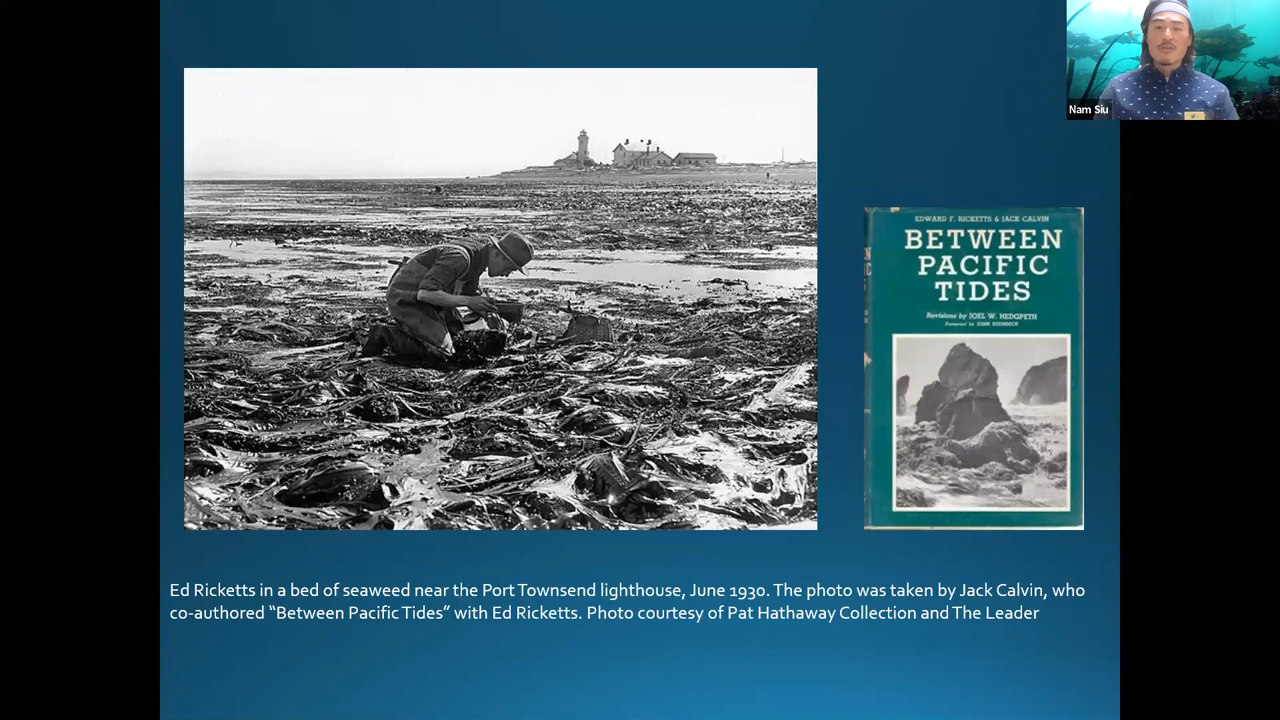 Nam Siu
EDWARD F. RICKETTS & JACK CALVIN
BETWEEN
PACIFIC
TIDES
Revisions by JOEL W. HEDGPETH
Foreword by JOHN STEINBECK
Ed Ricketts in a bed of seaweed near the Port Townsend lighthouse, June 1930. The photo was taken by Jack Calvin, who
co-authored “Between Pacific Tides” with Ed Ricketts. Photo courtesy of Pat Hathaway Collection and The Leader